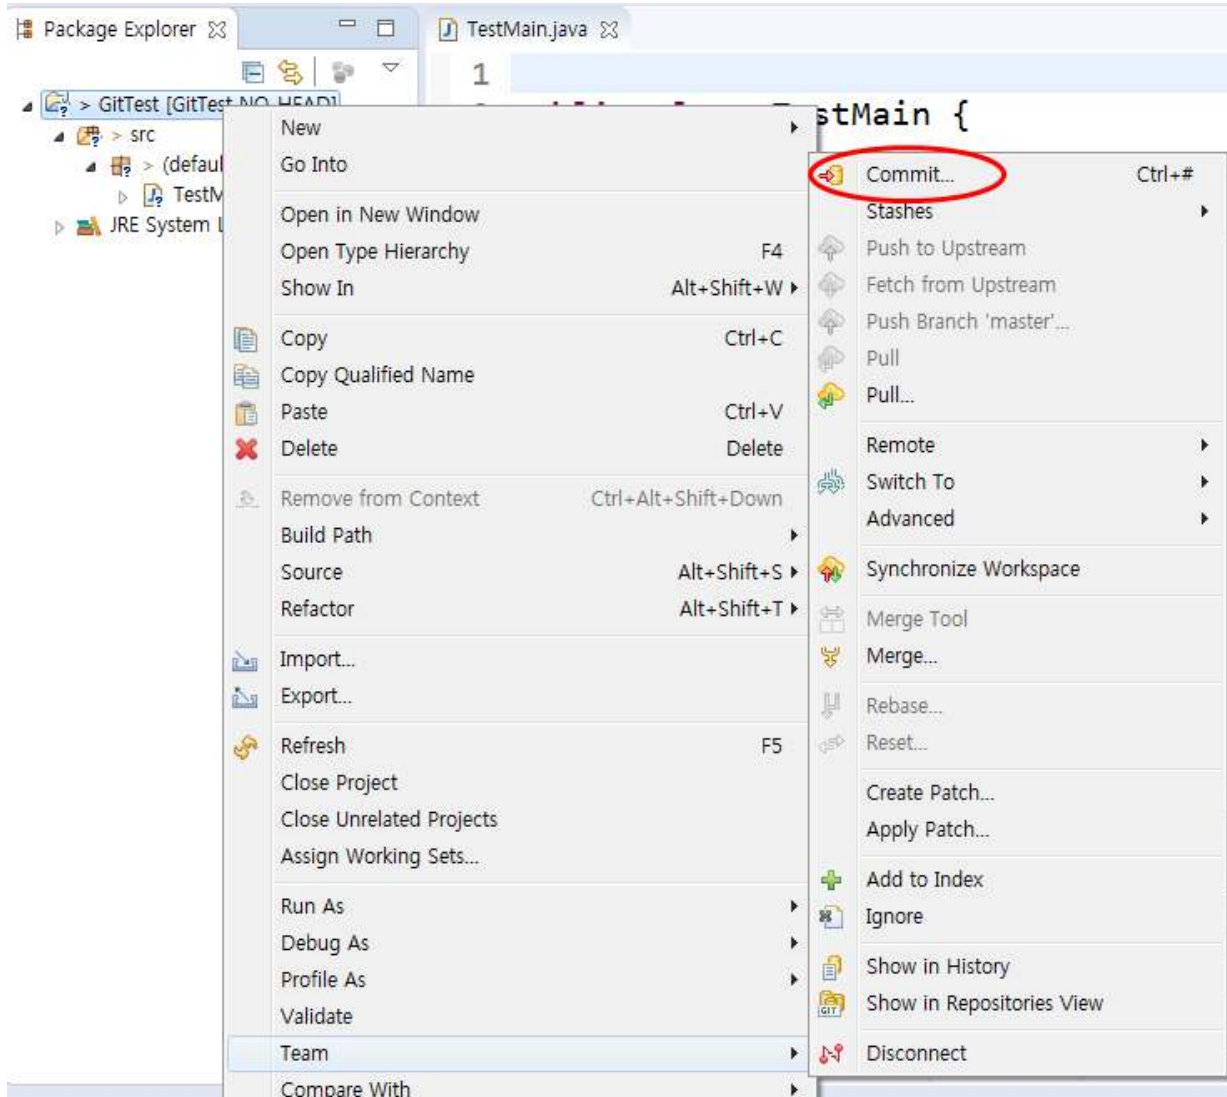 Package Explorer
TestMain.java
1
> GitTest [GitTest NO-HEAD]
stMain {
> src
> (defaul
TestM
JRE System L
New
Go Into
Open in New Window
Open Type Hierarchy F4
Show In Alt+Shift+W
Copy Ctrl+C
Copy Qualified Name
Paste Ctrl+V
Delete Delete
Remove from Context Ctrl+Alt+Shift+Down
Build Path
Source Alt+Shift+S
Refactor Alt+Shift+T
Import...
Export...
Refresh F5
Close Project
Close Unrelated Projects
Assign Working Sets...
Run As
Debug As
Profile As
Validate
Team
Compare With
Commit... Ctrl+#
Stashes
Push to Upstream
Fetch from Upstream
Push Branch 'master'...
Pull
Pull...
Remote
Switch To
Advanced
Synchronize Workspace
Merge Tool
Merge...
Rebase...
Reset...
Create Patch...
Apply Patch...
Add to Index
Ignore
Show in History
GIT
Show in Repositories View
Disconnect